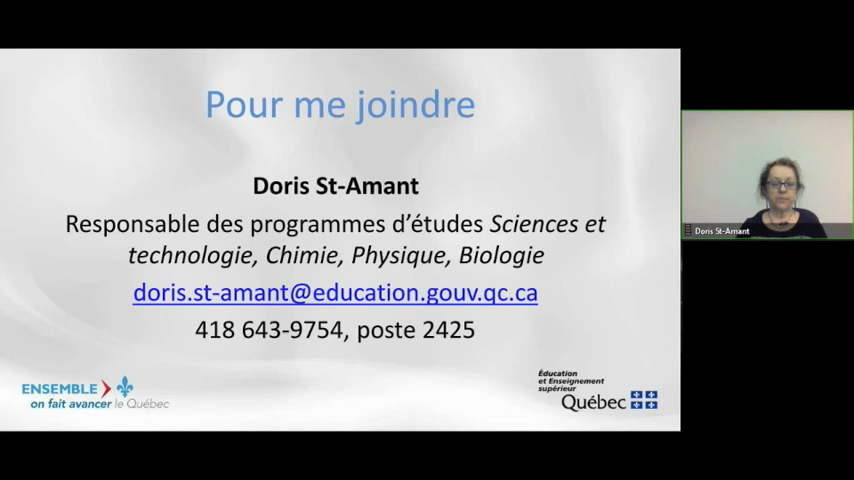 Pour me joindre
Doris St-Amant
Responsable des programmes d'études Sciences et
technologie, Chimie, Physique, Biologie
doris.st-amant@education.gouv.qc.ca
418 643-9754, poste 2425
ENSEMBLE
on fait avancer le Québec
Éducation
et Enseignement
supérieur
Québec
Doris St-Amant